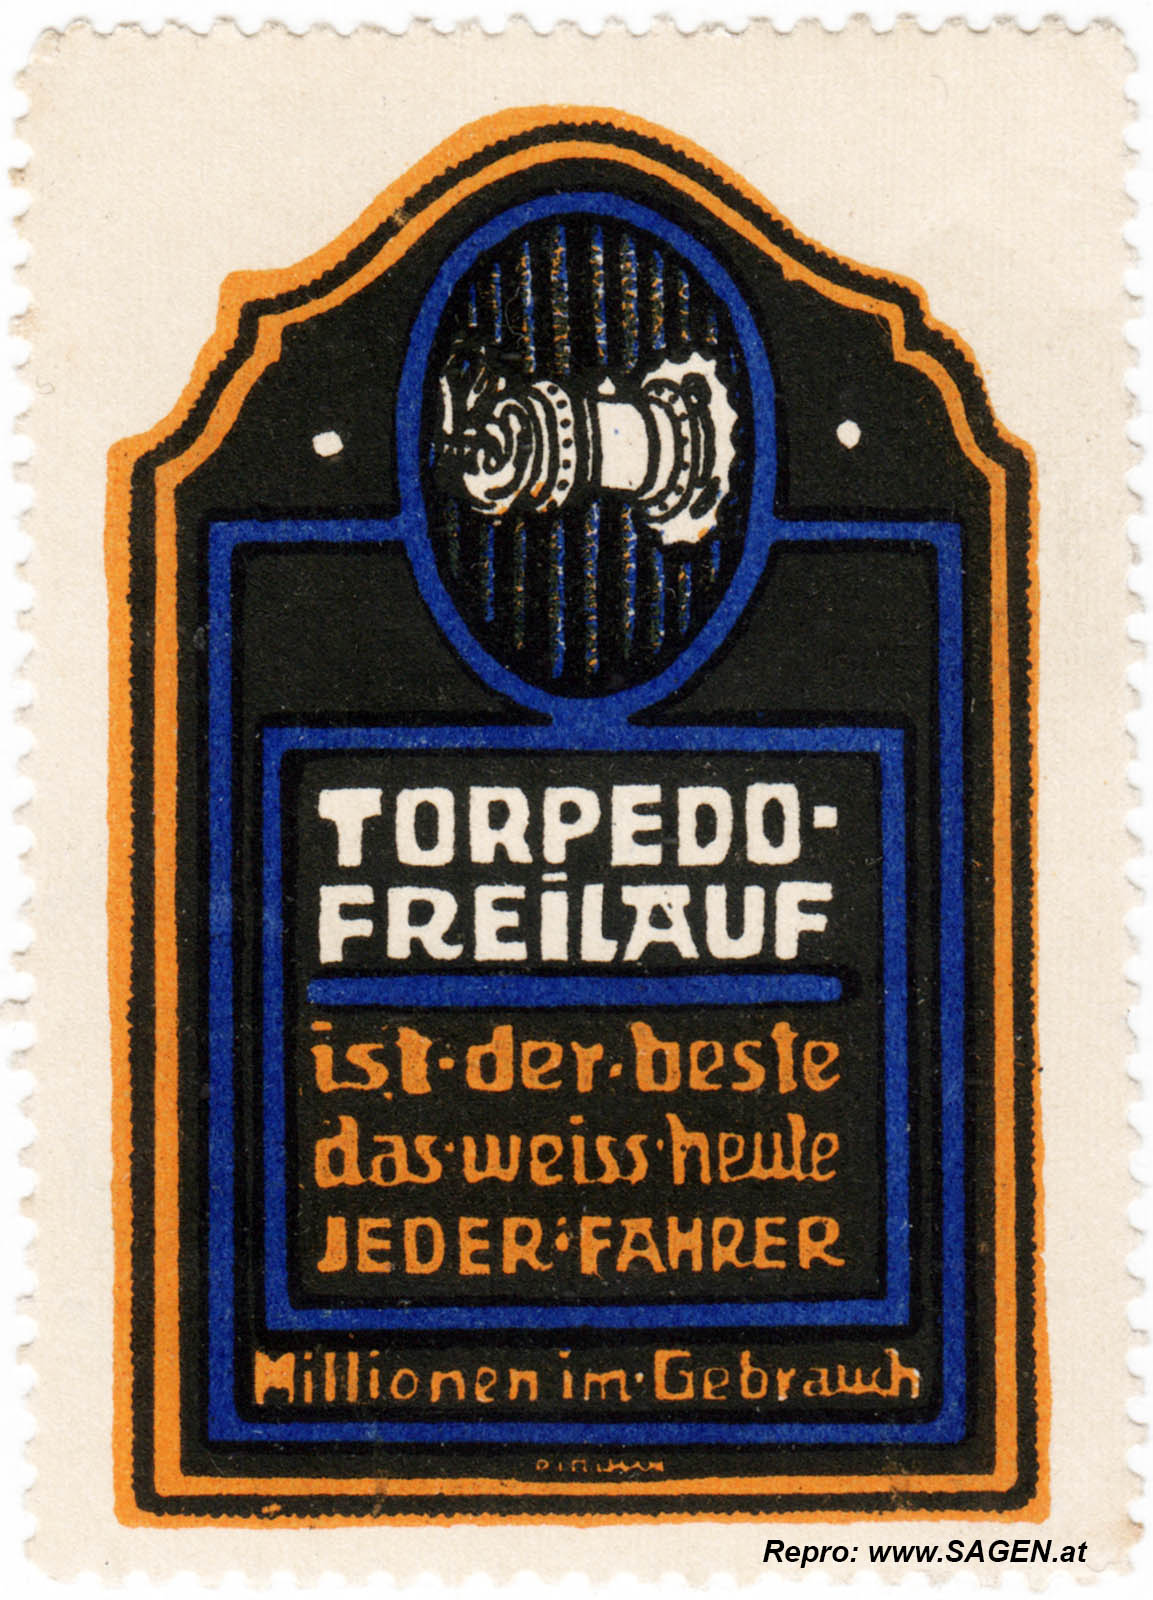 TORPEDO-
FREILAUF
ist·der·beste
das·weiss·heute
JEDER·FAHRER
Millionen im·Gebrauch
Repro: www.SAGEN.at